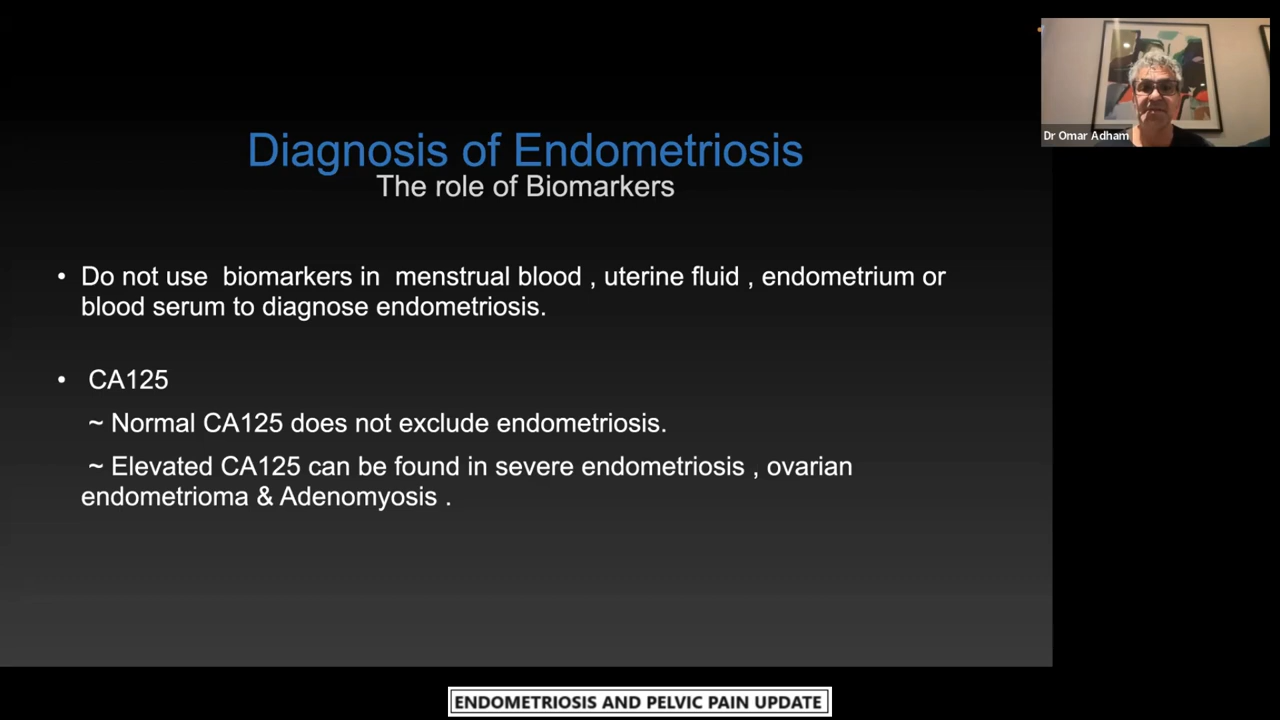 Dr Omar Adham
Diagnosis of Endometriosis
The role of Biomarkers
• Do not use biomarkers in menstrual blood , uterine fluid , endometrium or
blood serum to diagnose endometriosis.
• CA125
~ Normal CA125 does not exclude endometriosis.
~ Elevated CA125 can be found in severe endometriosis , ovarian
endometrioma & Adenomyosis .
ENDOMETRIOSIS AND PELVIC PAIN UPDATE